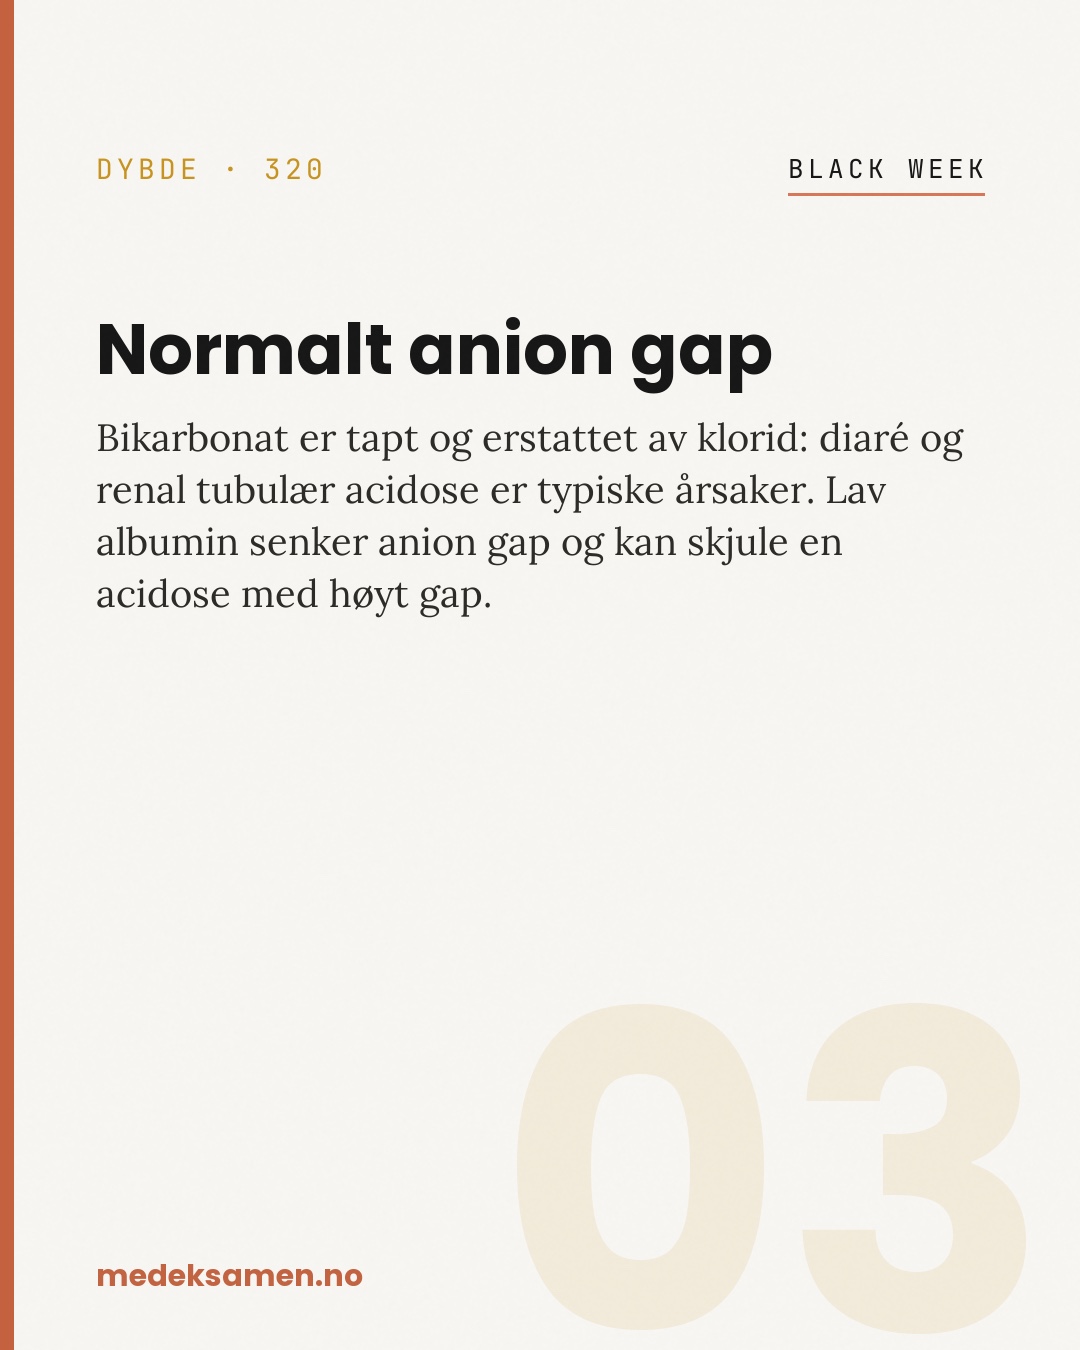 DYBDE · 320
BLACK WEEK
Normalt anion gap
Bikarbonat er tapt og erstattet av klorid: diaré og
renal tubulær acidose er typiske årsaker. Lav
albumin senker anion gap og kan skjule en
acidose med høyt gap.
03
medeksamen.no